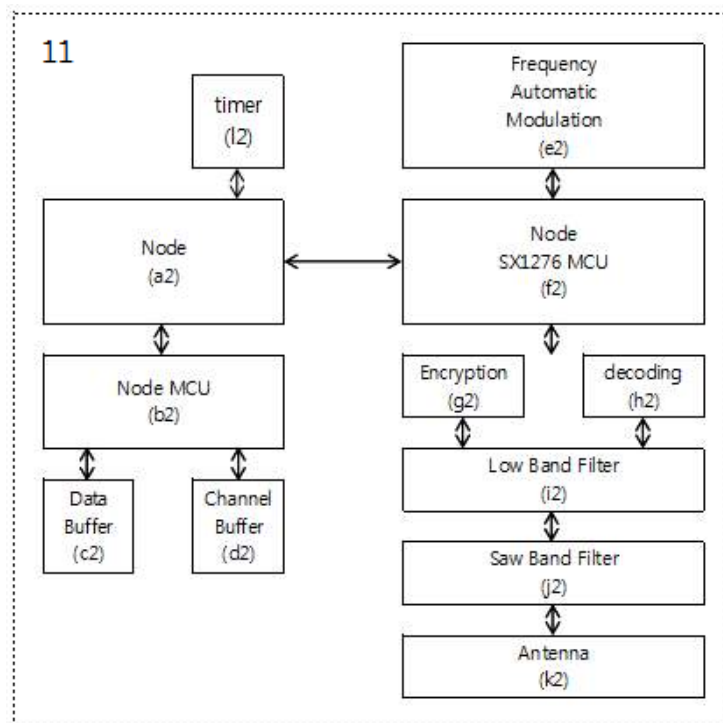 11
timer
(l2)
Frequency
Automatic
Modulation
(e2)
Node
(a2)
Node
SX1276 MCU
(f2)
Node MCU
(b2)
Encryption
(g2)
decoding
(h2)
Data
Buffer
(c2)
Channel
Buffer
(d2)
Low Band Filter
(i2)
Saw Band Filter
(j2)
Antenna
(k2)